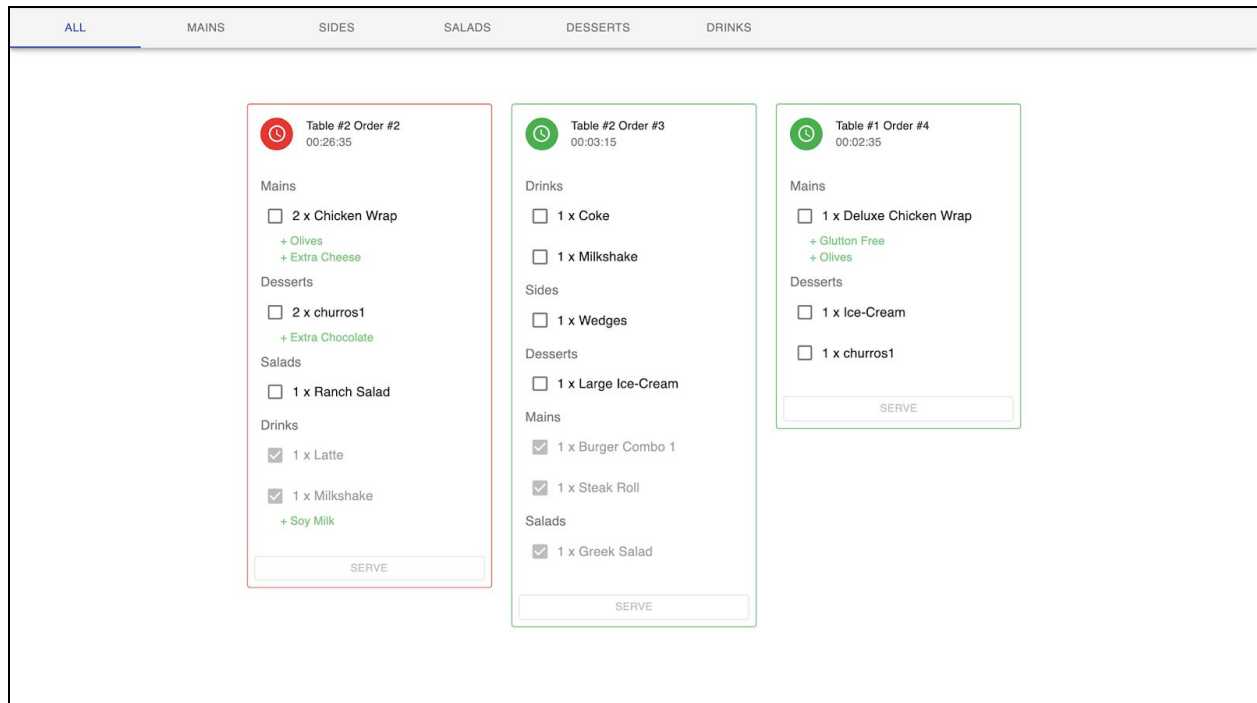 ALL MAINS SIDES SALADS DESSERTS DRINKS
Table #2 Order #2
00:26:35
Mains
2 x Chicken Wrap
+ Olives
+ Extra Cheese
Desserts
2 x churros1
+ Extra Chocolate
Salads
1 x Ranch Salad
Drinks
1 x Latte
1 x Milkshake
+ Soy Milk
SERVE
Table #2 Order #3
00:03:15
Drinks
1 x Coke
1 x Milkshake
Sides
1 x Wedges
Desserts
1 x Large Ice-Cream
Mains
1 x Burger Combo 1
1 x Steak Roll
Salads
1 x Greek Salad
SERVE
Table #1 Order #4
00:02:35
Mains
1 x Deluxe Chicken Wrap
+ Glutton Free
+ Olives
Desserts
1 x Ice-Cream
1 x churros1
SERVE